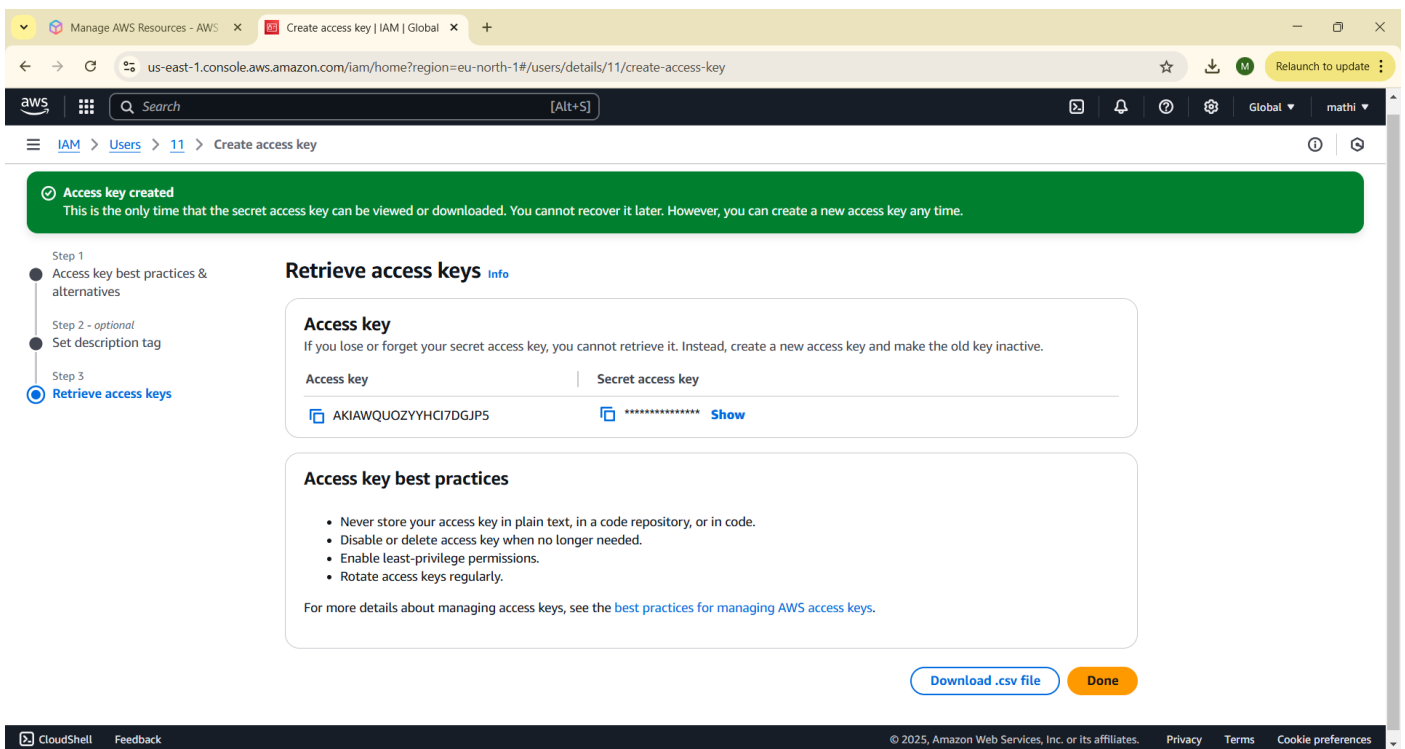 Manage AWS Resources - AWS
Create access key | IAM | Global
us-east-1.console.aws.amazon.com/iam/home?region=eu-north-1#/users/details/11/create-access-key
M
Relaunch to update
aws
Search
[Alt+S]
Global
mathi
IAM > Users > 11 > Create access key
Access key created
This is the only time that the secret access key can be viewed or downloaded. You cannot recover it later. However, you can create a new access key any time.
Step 1
Access key best practices &
alternatives
Step 2 - optional
Set description tag
Step 3
Retrieve access keys
Retrieve access keys Info
Access key
If you lose or forget your secret access key, you cannot retrieve it. Instead, create a new access key and make the old key inactive.
Access key
Secret access key
AKIAWQUOZYYHCI7DGJP5
*************** Show
Access key best practices
• Never store your access key in plain text, in a code repository, or in code.
• Disable or delete access key when no longer needed.
• Enable least-privilege permissions.
• Rotate access keys regularly.
For more details about managing access keys, see the best practices for managing AWS access keys.
Download .csv file
Done
CloudShell
Feedback
© 2025, Amazon Web Services, Inc. or its affiliates.
Privacy
Terms
Cookie preferences